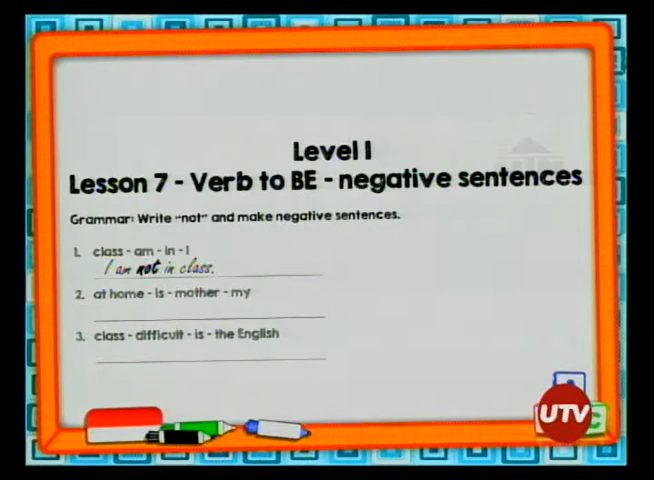 Level 1
Lesson 7 - Verb to BE - negative sentences
Grammar: Write "not" and make negative sentences.
1. class - am - in - I
I am not in class.
2. at home - is - mother - my
3. class - difficult - is - the English
A
UTV C